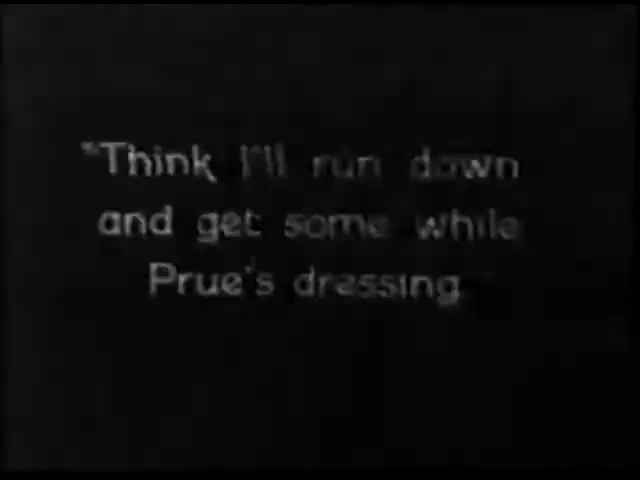 "Think I'll run down
and get some while
Prue's dressing